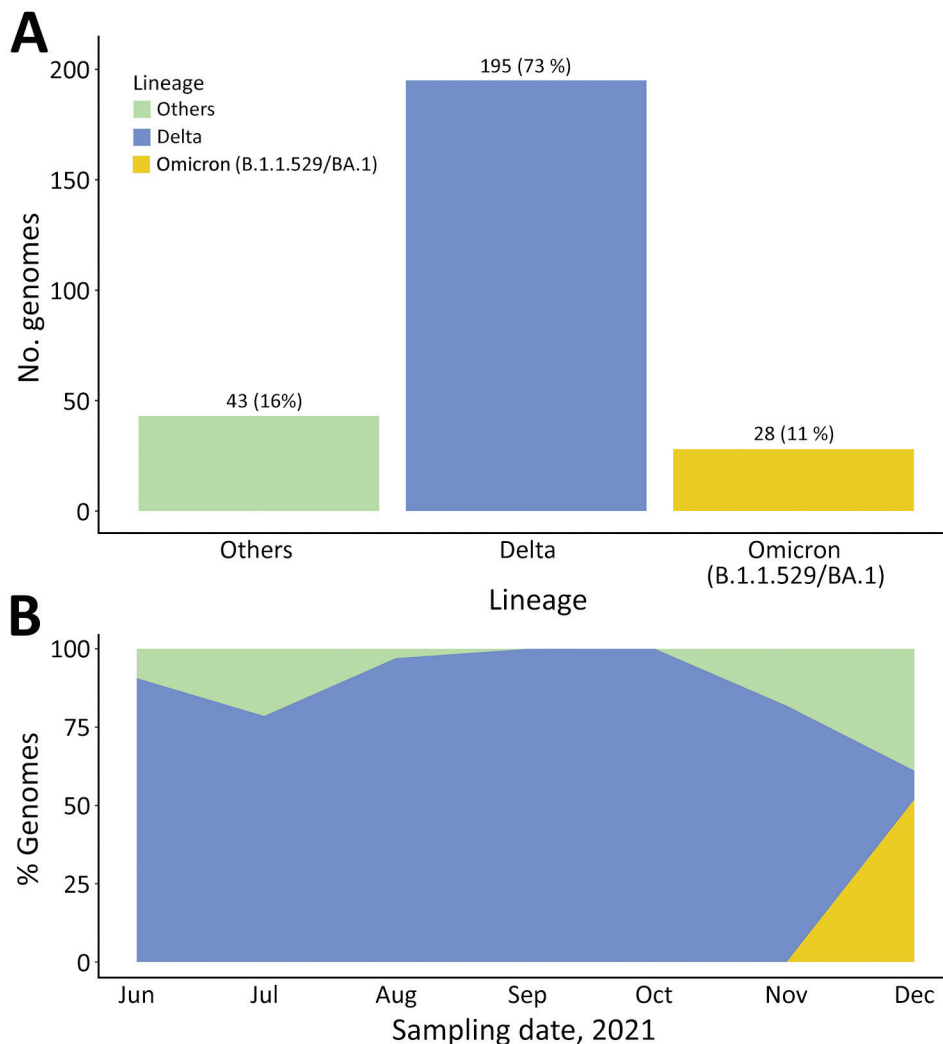 A
200
150
100
50
0
No. genomes
Lineage
Others
Delta
Omicron (B.1.1.529/BA.1)
43 (16%)
195 (73 %)
28 (11 %)
Others
Delta
Omicron
(B.1.1.529/BA.1)
Lineage
B
100
75
50
25
0
% Genomes
Jun Jul Aug Sep Oct Nov Dec
Sampling date, 2021